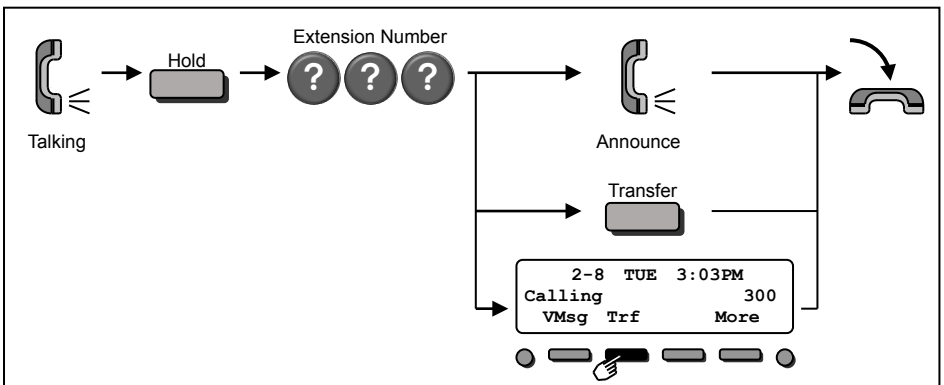 Extension Number
Hold
? ? ?
Talking
Announce
Transfer
2-8 TUE 3:03PM
Calling 300
VMsg Trf More